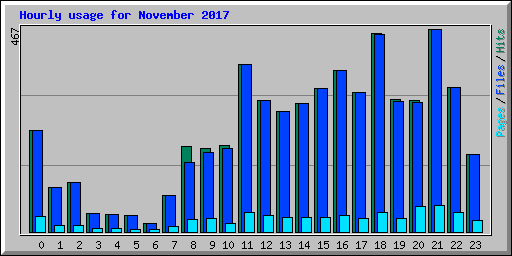 Hourly usage for November 2017
467
Pages/Files/Hits
0 1 2 3 4 5 6 7 8 9 10 11 12 13 14 15 16 17 18 19 20 21 22 23